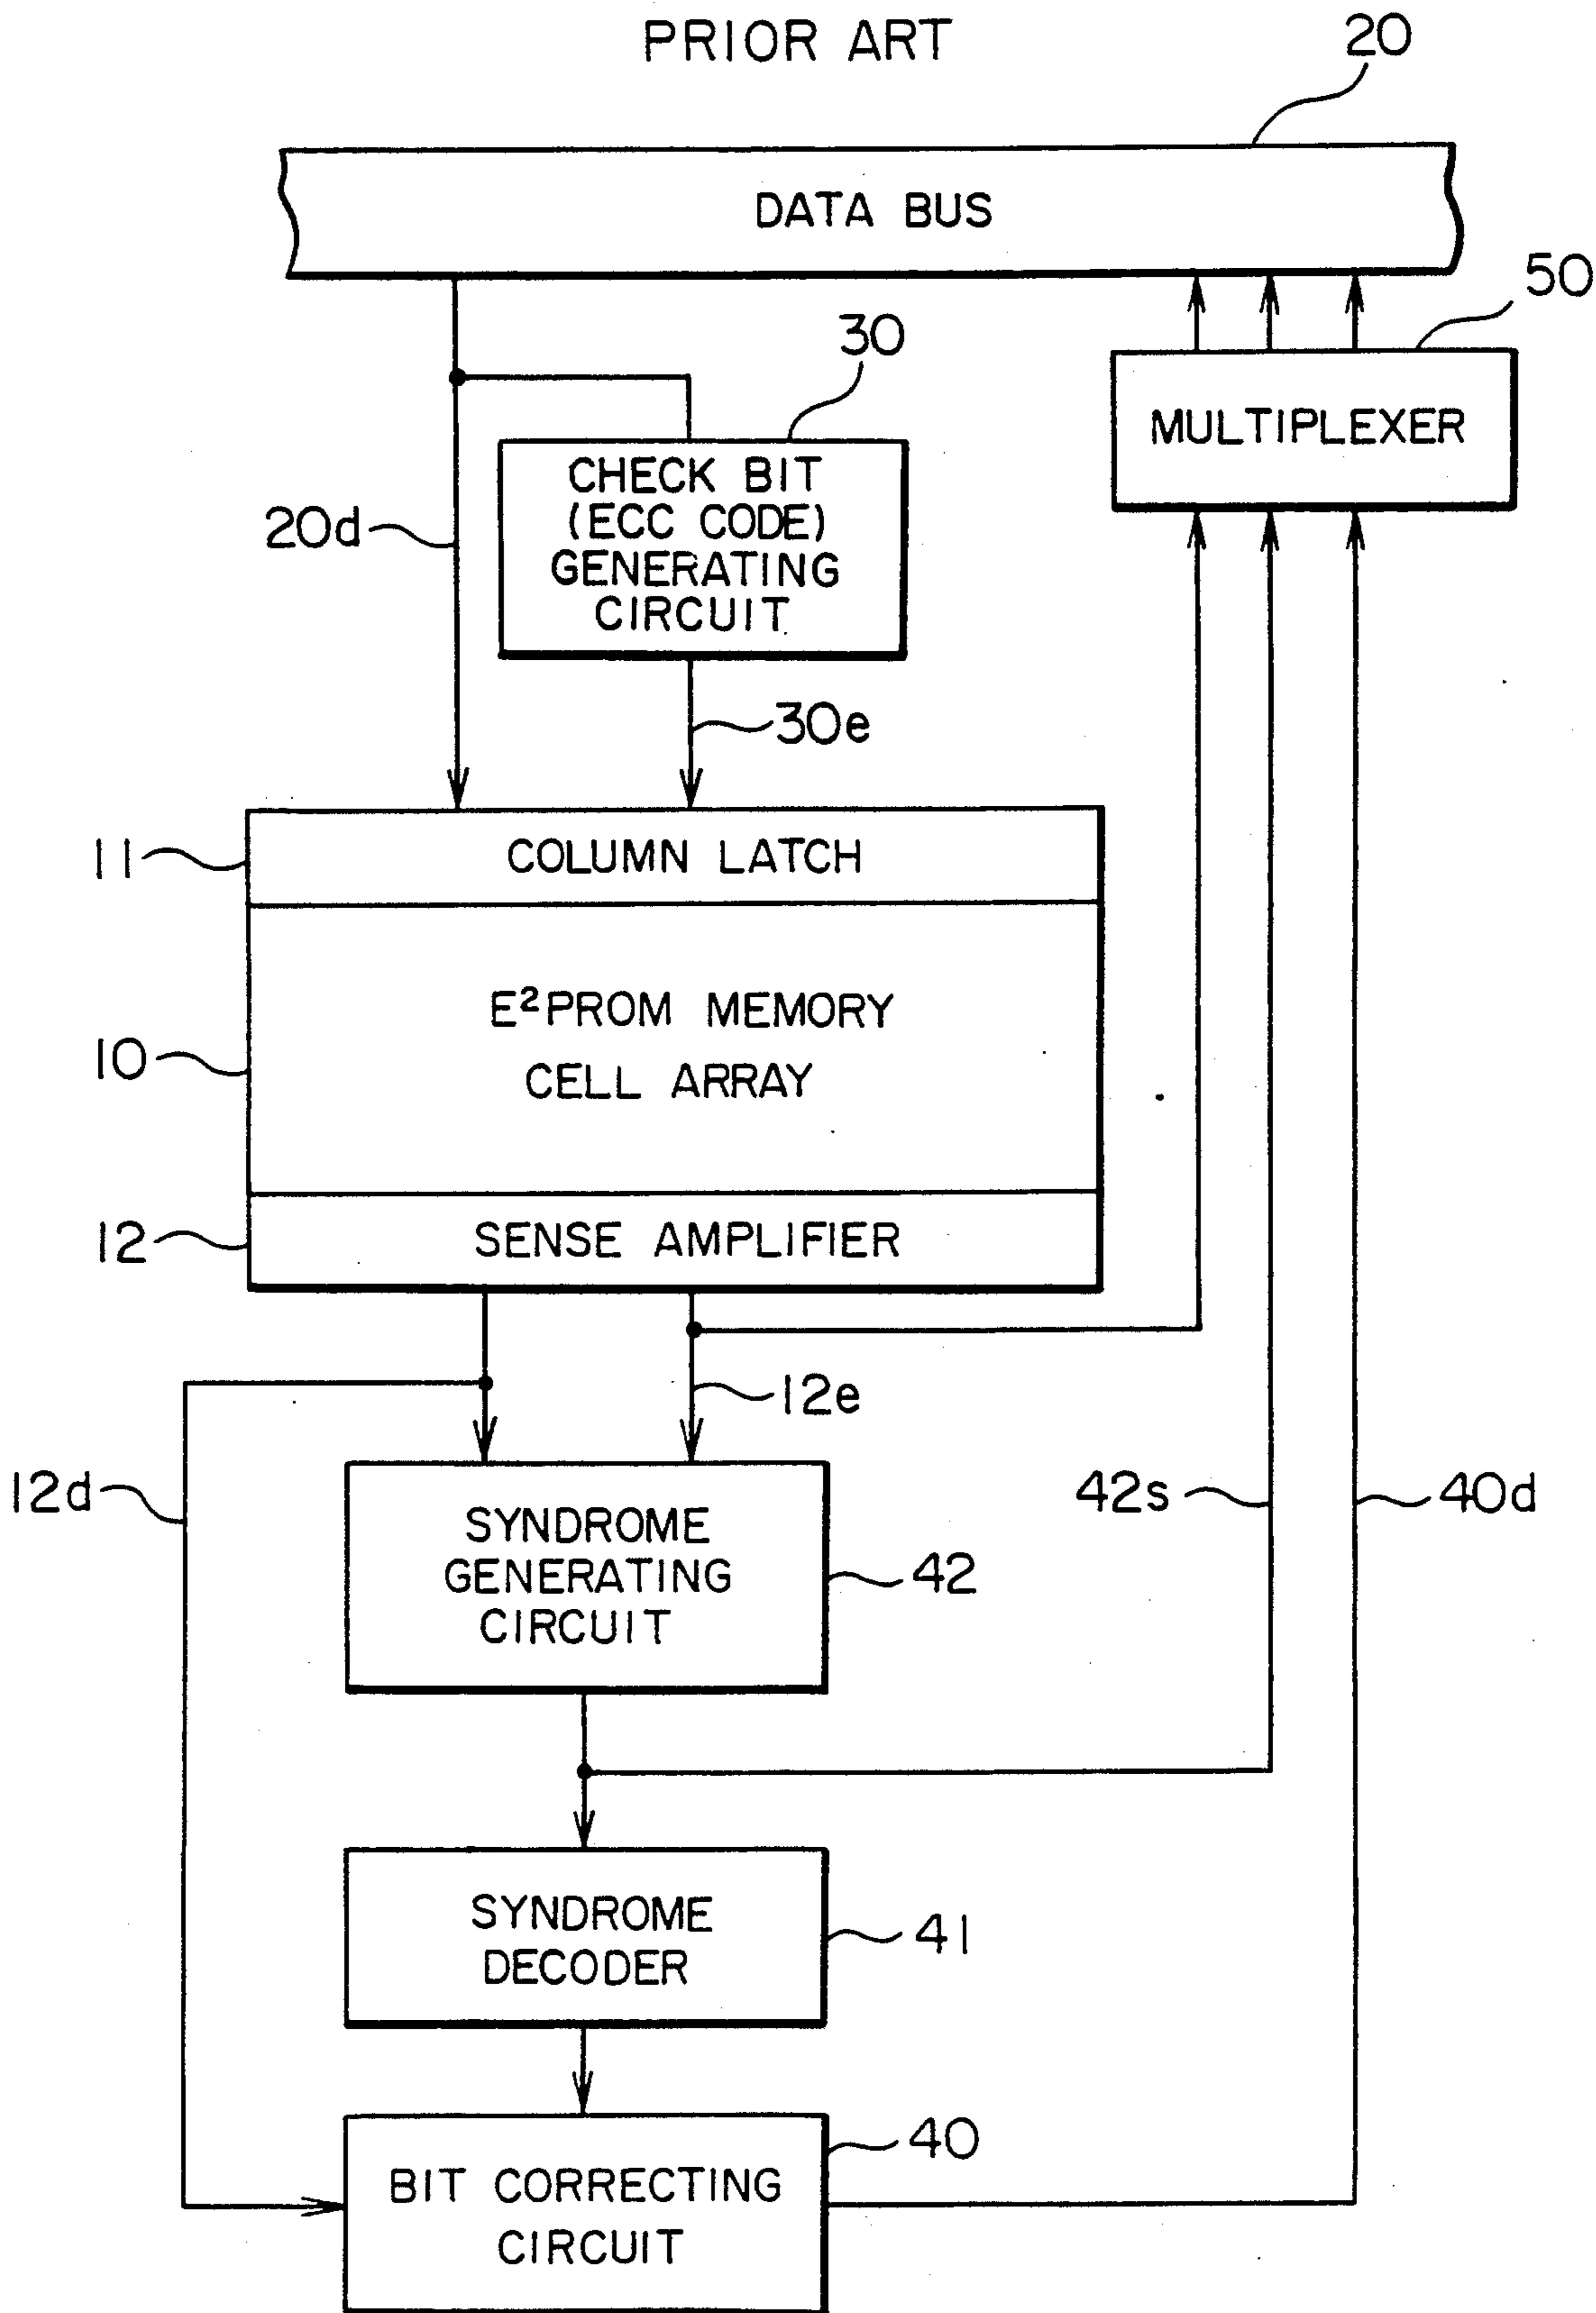 PRIOR ART
20
DATA BUS
50
30
MULTIPLEXER
CHECK BIT
(ECC CODE)
GENERATING
CIRCUIT
20d
30e
11
COLUMN LATCH
E²PROM MEMORY
10
CELL ARRAY
12
SENSE AMPLIFIER
12e
12d
42s
40d
SYNDROME
GENERATING
CIRCUIT
42
SYNDROME
DECODER
41
40
BIT CORRECTING
CIRCUIT